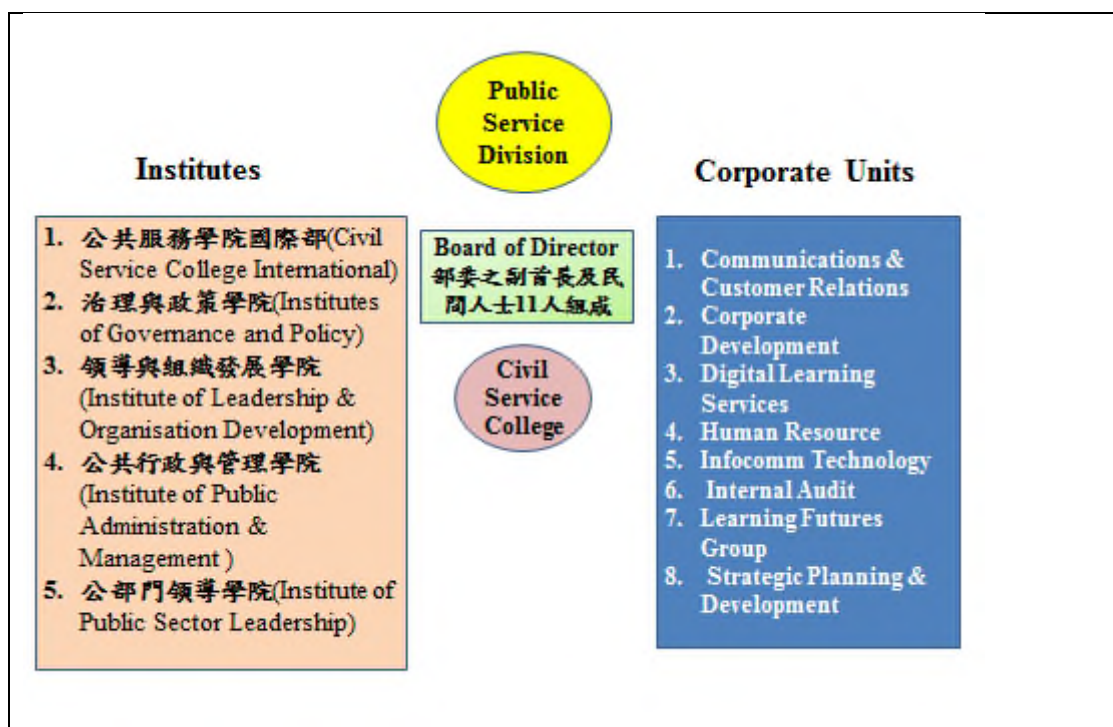 Public
Service
Division
Institutes
1. 公共服務學院國際部(Civil
Service College International)
2. 治理與政策學院(Institutes
of Governance and Policy)
3. 領導與組織發展學院
(Institute of Leadership &
Organisation Development)
4. 公共行政與管理學院
(Institute of Public
Administration &
Management )
5. 公部門領導學院(Institute of
Public Sector Leadership)
Board of Director
部委之副首長及民
間人士11人組成
Civil
Service
College
Corporate Units
1. Communications &
Customer Relations
2. Corporate
Development
3. Digital Learning
Services
4. Human Resource
5. Infocomm Technology
6. Internal Audit
7. Learning Futures
Group
8. Strategic Planning &
Development